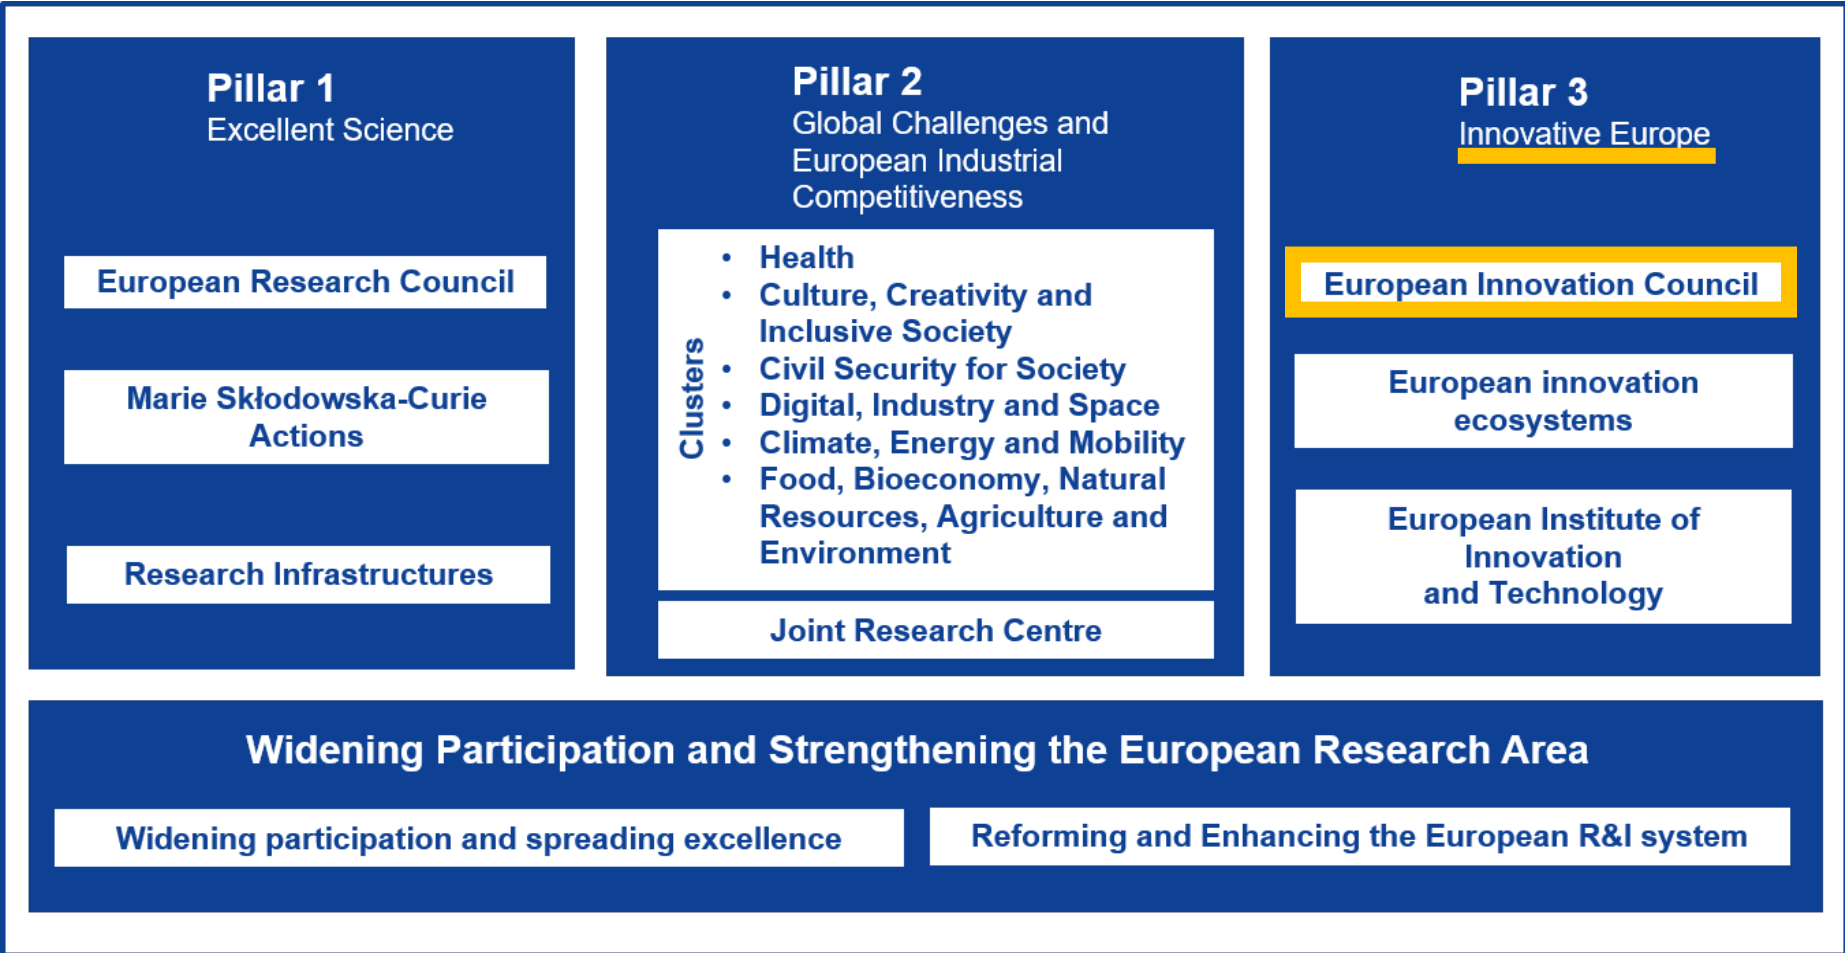 Pillar 1
Excellent Science
European Research Council
Marie Skłodowska-Curie
Actions
Research Infrastructures
Pillar 2
Global Challenges and
European Industrial
Competitiveness
Clusters
• Health
• Culture, Creativity and
Inclusive Society
• Civil Security for Society
• Digital, Industry and Space
• Climate, Energy and Mobility
• Food, Bioeconomy, Natural
Resources, Agriculture and
Environment
Joint Research Centre
Pillar 3
Innovative Europe
European Innovation Council
European innovation
ecosystems
European Institute of
Innovation
and Technology
Widening Participation and Strengthening the European Research Area
Widening participation and spreading excellence
Reforming and Enhancing the European R&I system